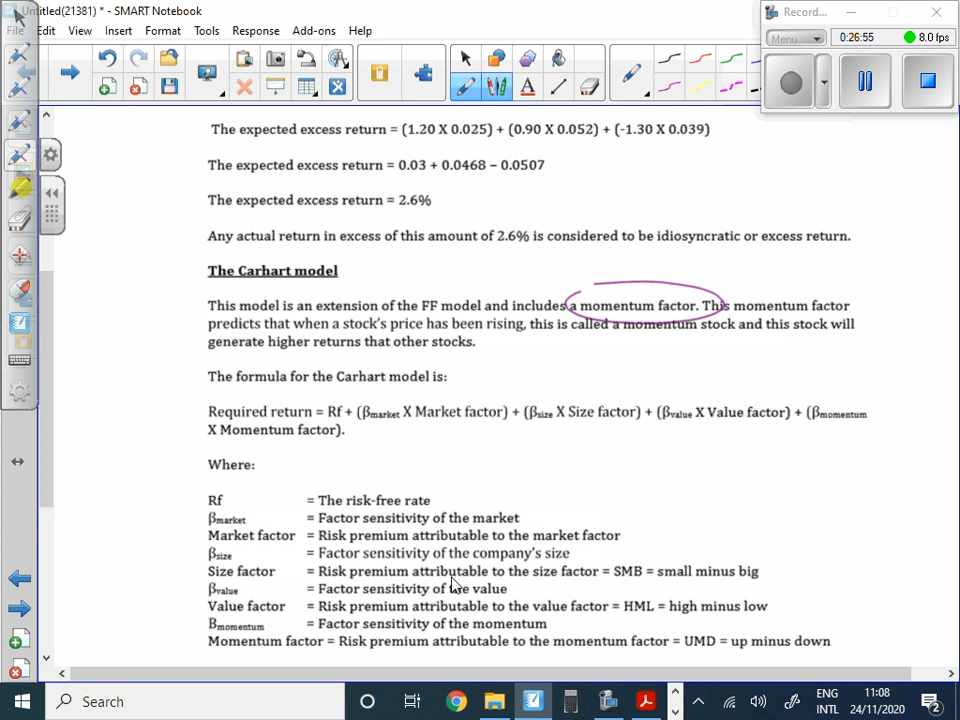 Untitled(21381) * - SMART Notebook
File Edit View Insert Format Tools Response Add-ons Help
Record...
Menu 0:26:55 8.0 fps
The expected excess return = (1.20 X 0.025) + (0.90 X 0.052) + (-1.30 X 0.039)
The expected excess return = 0.03 + 0.0468 – 0.0507
The expected excess return = 2.6%
Any actual return in excess of this amount of 2.6% is considered to be idiosyncratic or excess return.
The Carhart model
This model is an extension of the FF model and includes a momentum factor. This momentum factor
predicts that when a stock's price has been rising, this is called a momentum stock and this stock will
generate higher returns that other stocks.
The formula for the Carhart model is:
Required return = Rf + (βmarket X Market factor) + (βsize X Size factor) + (βvalue X Value factor) + (βmomentum
X Momentum factor).
Where:
Rf = The risk-free rate
βmarket = Factor sensitivity of the market
Market factor = Risk premium attributable to the market factor
βsize = Factor sensitivity of the company's size
Size factor = Risk premium attributable to the size factor = SMB = small minus big
βvalue = Factor sensitivity of the value
Value factor = Risk premium attributable to the value factor = HML = high minus low
Βmomentum = Factor sensitivity of the momentum
Momentum factor = Risk premium attributable to the momentum factor = UMD = up minus down
Search
ENG
INTL
11:08
24/11/2020
2